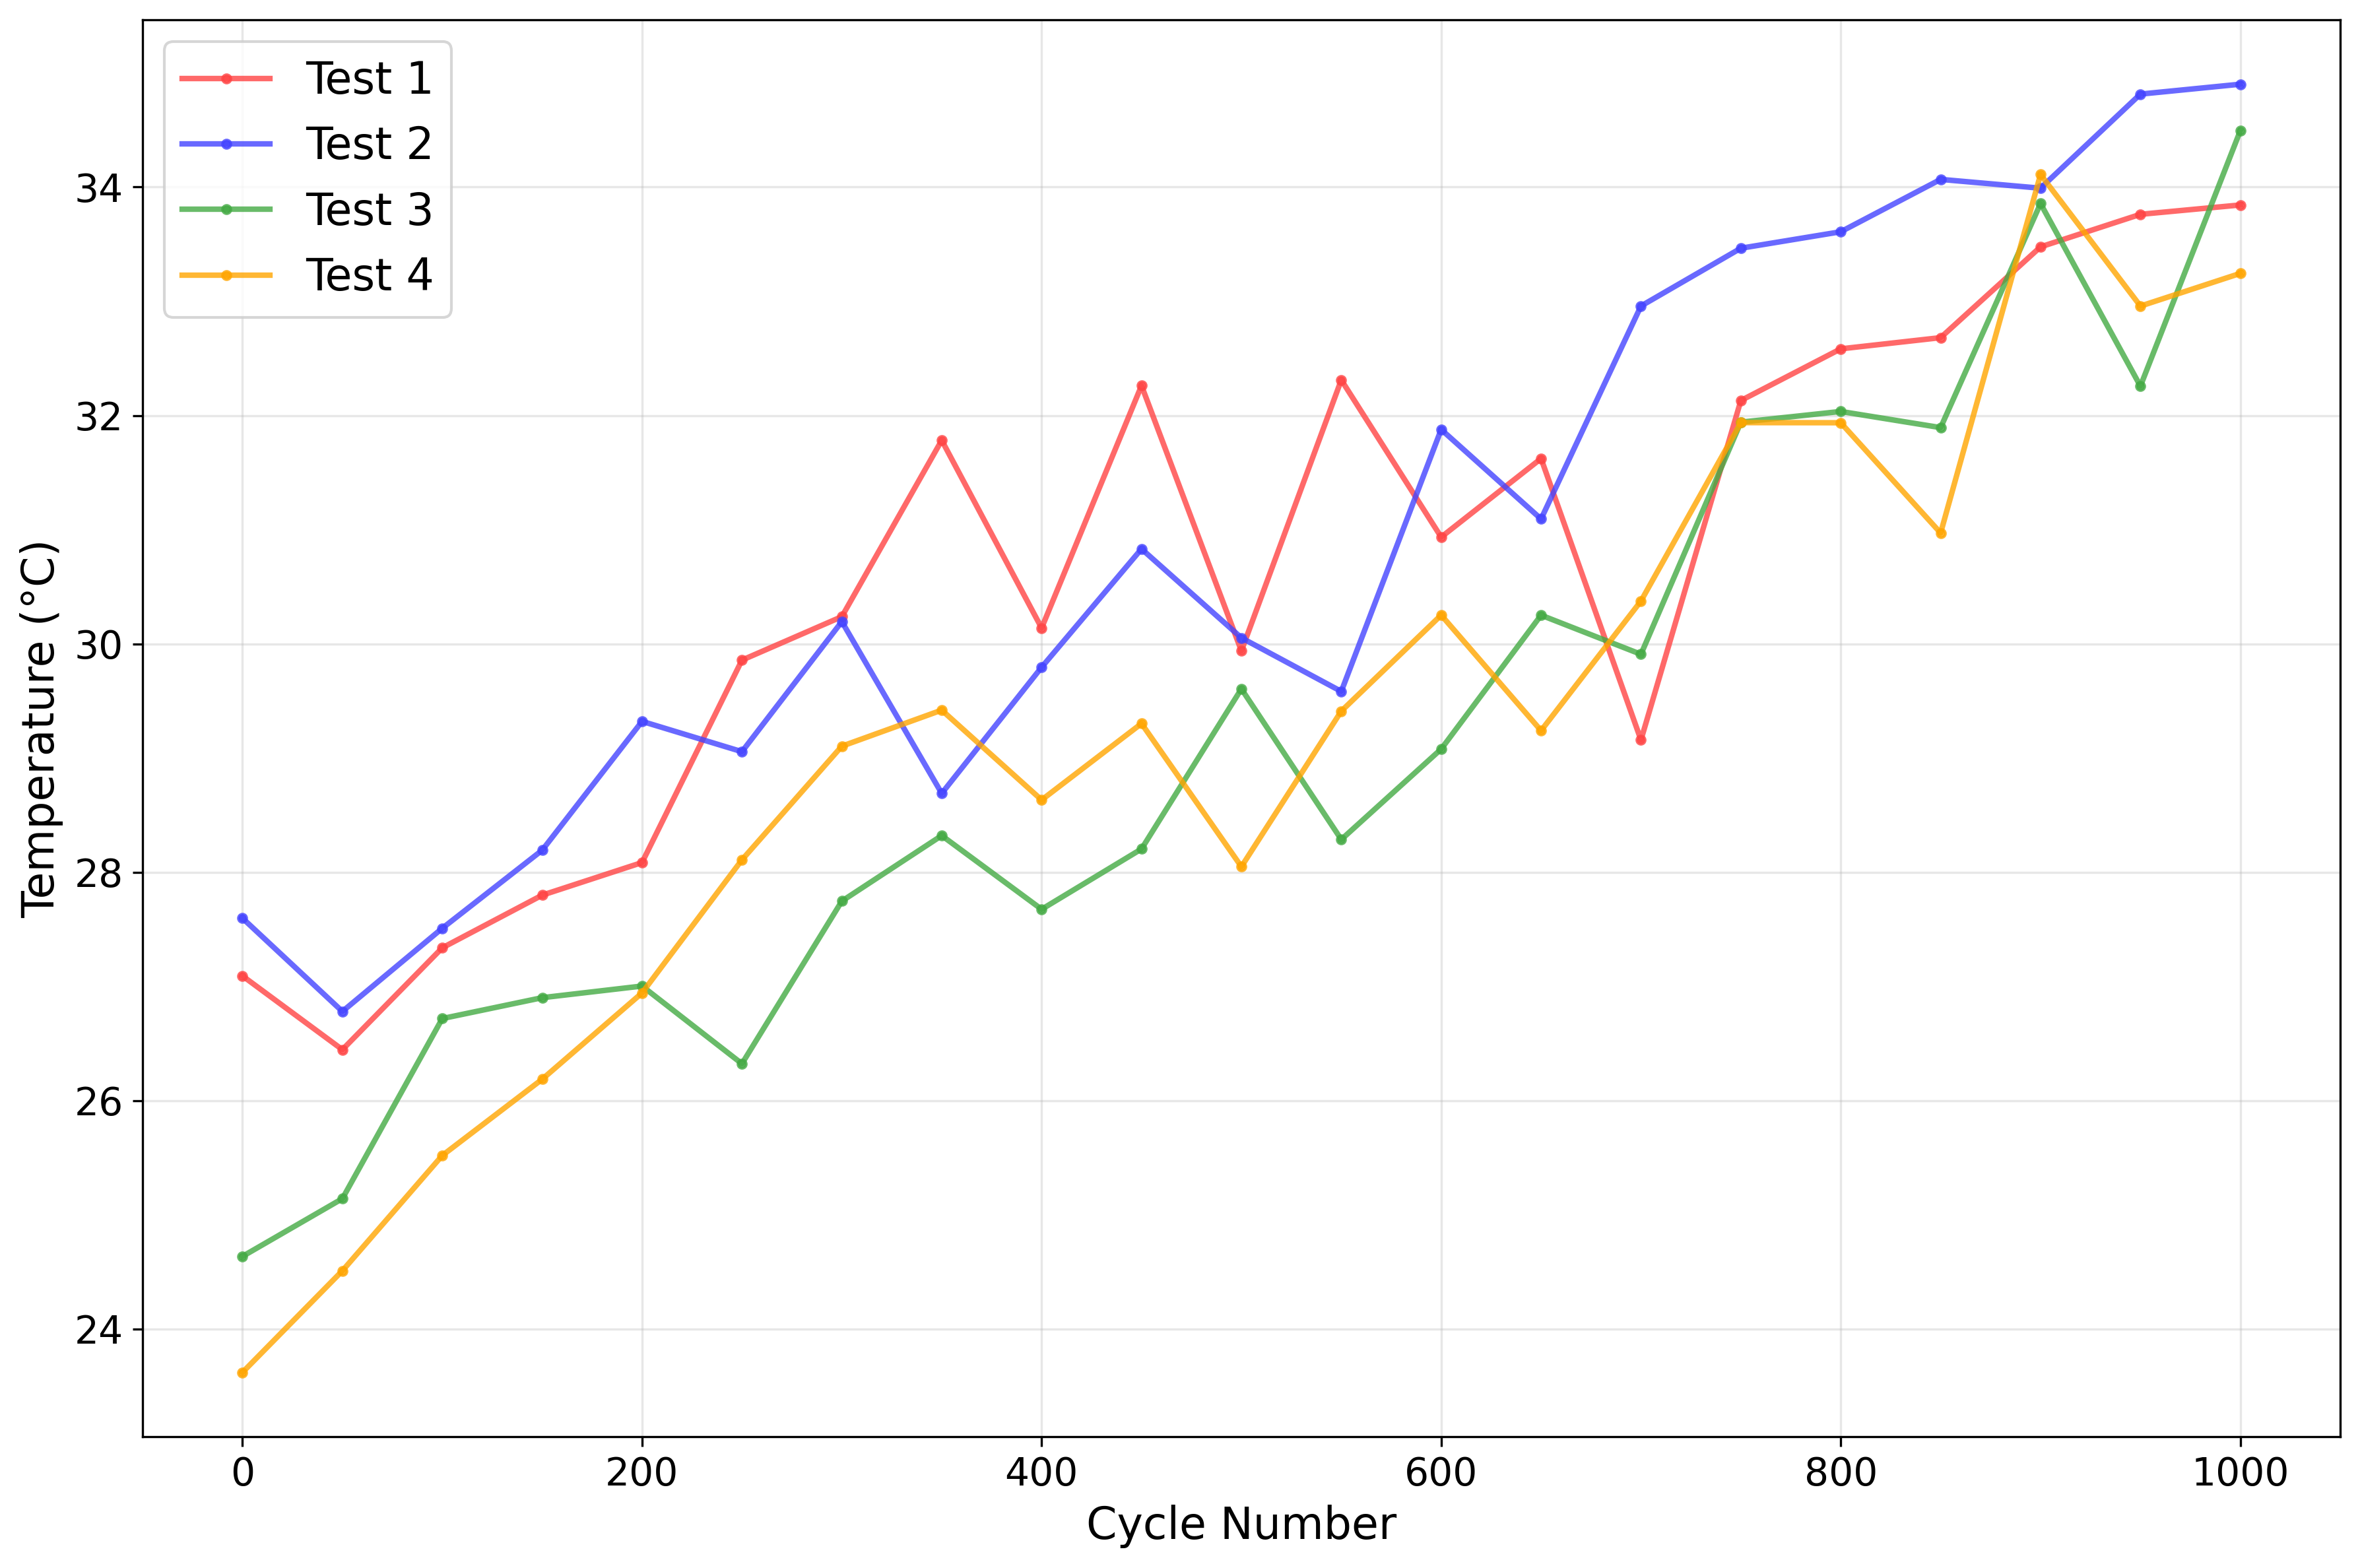 Test 1
Test 2
Test 3
Test 4
34
32
30
28
26
24
Temperature (°C)
0 200 400 600 800 1000
Cycle Number